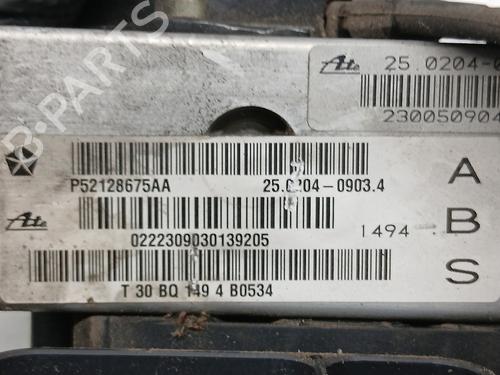 B-PARTS
Ate 25.0204-0
230050904
P52128675AA 25.0204-0903.4 A
Ate 0222309030139205 1494 B
T 30 BQ 149 4 B0534 S